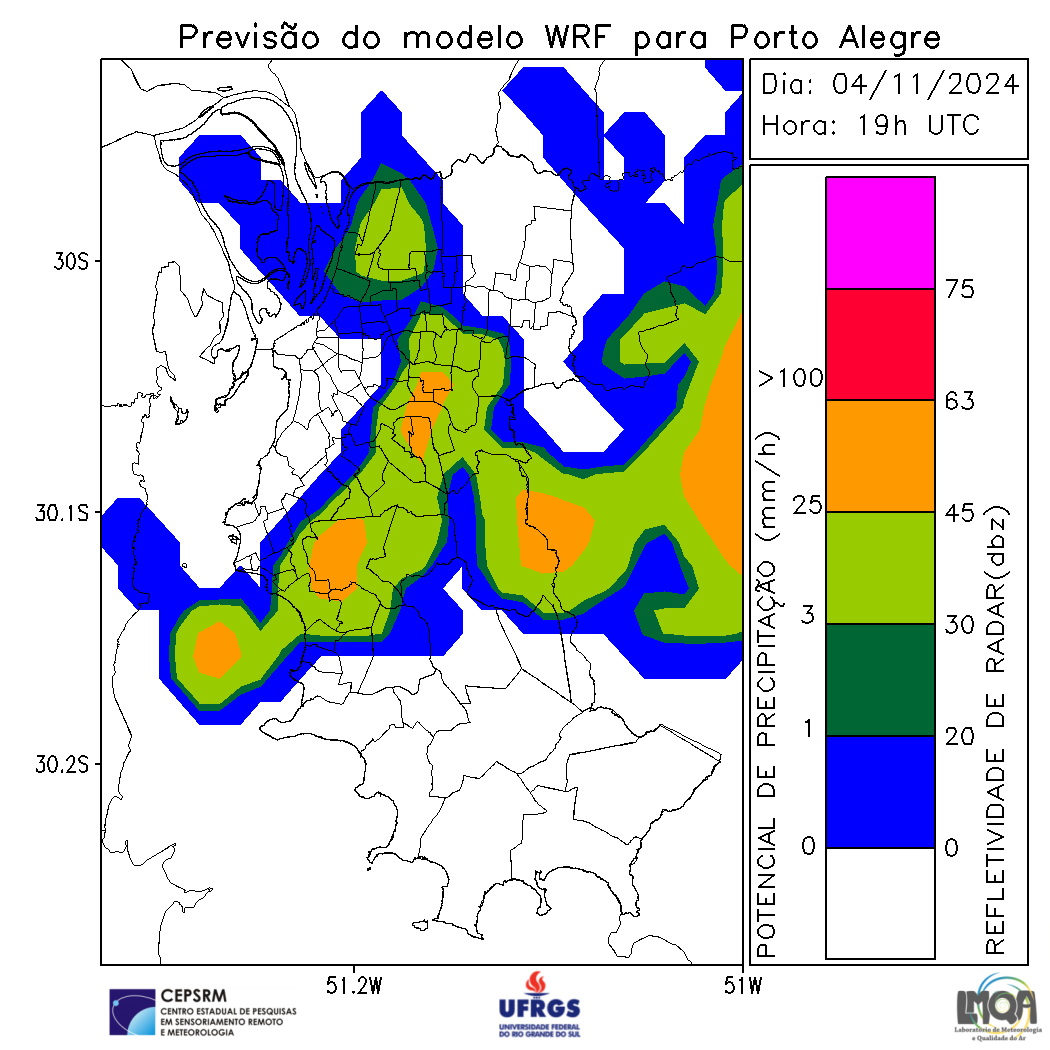 Previsão do modelo WRF para Porto Alegre
Dia: 04/11/2024
Hora: 19h UTC
30S
30.1S
30.2S
51.2W
51W
POTENCIAL DE PRECIPITAÇÃO (mm/h)
>100
25
3
1
0
75
63
45
30
20
0
REFLETIVIDADE DE RADAR(dbz)
CEPSRM
CENTRO ESTADUAL DE PESQUISAS
EM SENSORIAMENTO REMOTO
E METEOROLOGIA
UFRGS
UNIVERSIDADE FEDERAL
DO RIO GRANDE DO SUL
LMQA
Laboratório de Meteorologia
e Qualidade do Ar